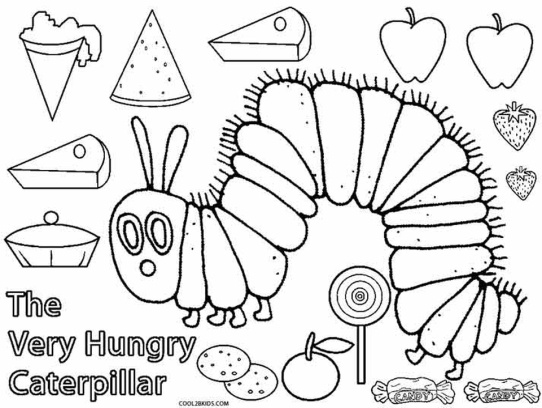 The
Very Hungry
Caterpillar
COOL2BKIDS.COM
CANDY
CANDY